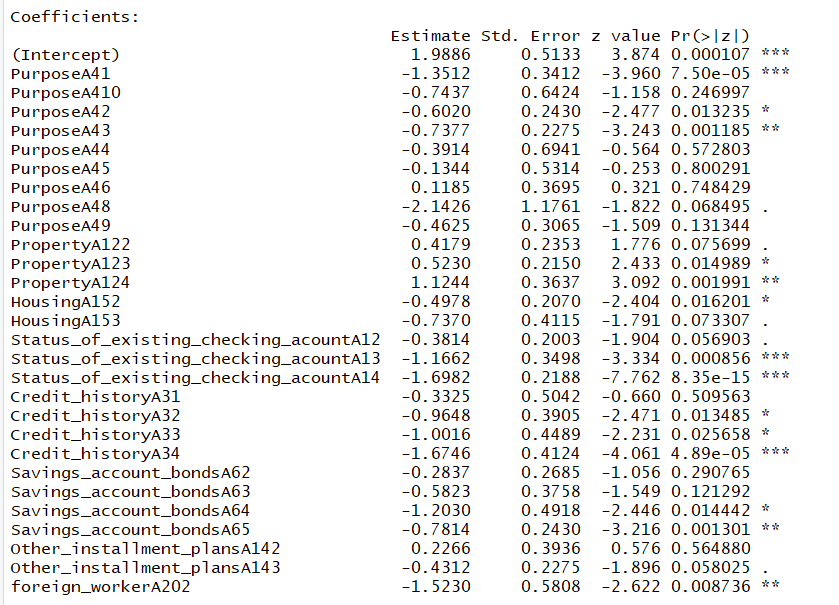 Coefficients:
Estimate Std. Error z value Pr(>|z|)
(Intercept) 1.9886 0.5133 3.874 0.000107 ***
PurposeA41 -1.3512 0.3412 -3.960 7.50e-05 ***
PurposeA410 -0.7437 0.6424 -1.158 0.246997
PurposeA42 -0.6020 0.2430 -2.477 0.013235 *
PurposeA43 -0.7377 0.2275 -3.243 0.001185 **
PurposeA44 -0.3914 0.6941 -0.564 0.572803
PurposeA45 -0.1344 0.5314 -0.253 0.800291
PurposeA46 0.1185 0.3695 0.321 0.748429
PurposeA48 -2.1426 1.1761 -1.822 0.068495 .
PurposeA49 -0.4625 0.3065 -1.509 0.131344
PropertyA122 0.4179 0.2353 1.776 0.075699 .
PropertyA123 0.5230 0.2150 2.433 0.014989 *
PropertyA124 1.1244 0.3637 3.092 0.001991 **
HousingA152 -0.4978 0.2070 -2.404 0.016201 *
HousingA153 -0.7370 0.4115 -1.791 0.073307 .
Status_of_existing_checking_acountA12 -0.3814 0.2003 -1.904 0.056903 .
Status_of_existing_checking_acountA13 -1.1662 0.3498 -3.334 0.000856 ***
Status_of_existing_checking_acountA14 -1.6982 0.2188 -7.762 8.35e-15 ***
Credit_historyA31 -0.3325 0.5042 -0.660 0.509563
Credit_historyA32 -0.9648 0.3905 -2.471 0.013485 *
Credit_historyA33 -1.0016 0.4489 -2.231 0.025658 *
Credit_historyA34 -1.6746 0.4124 -4.061 4.89e-05 ***
Savings_account_bondsA62 -0.2837 0.2685 -1.056 0.290765
Savings_account_bondsA63 -0.5823 0.3758 -1.549 0.121292
Savings_account_bondsA64 -1.2030 0.4918 -2.446 0.014442 *
Savings_account_bondsA65 -0.7814 0.2430 -3.216 0.001301 **
Other_installment_plansA142 0.2266 0.3936 0.576 0.564880
Other_installment_plansA143 -0.4312 0.2275 -1.896 0.058025 .
foreign_workerA202 -1.5230 0.5808 -2.622 0.008736 **